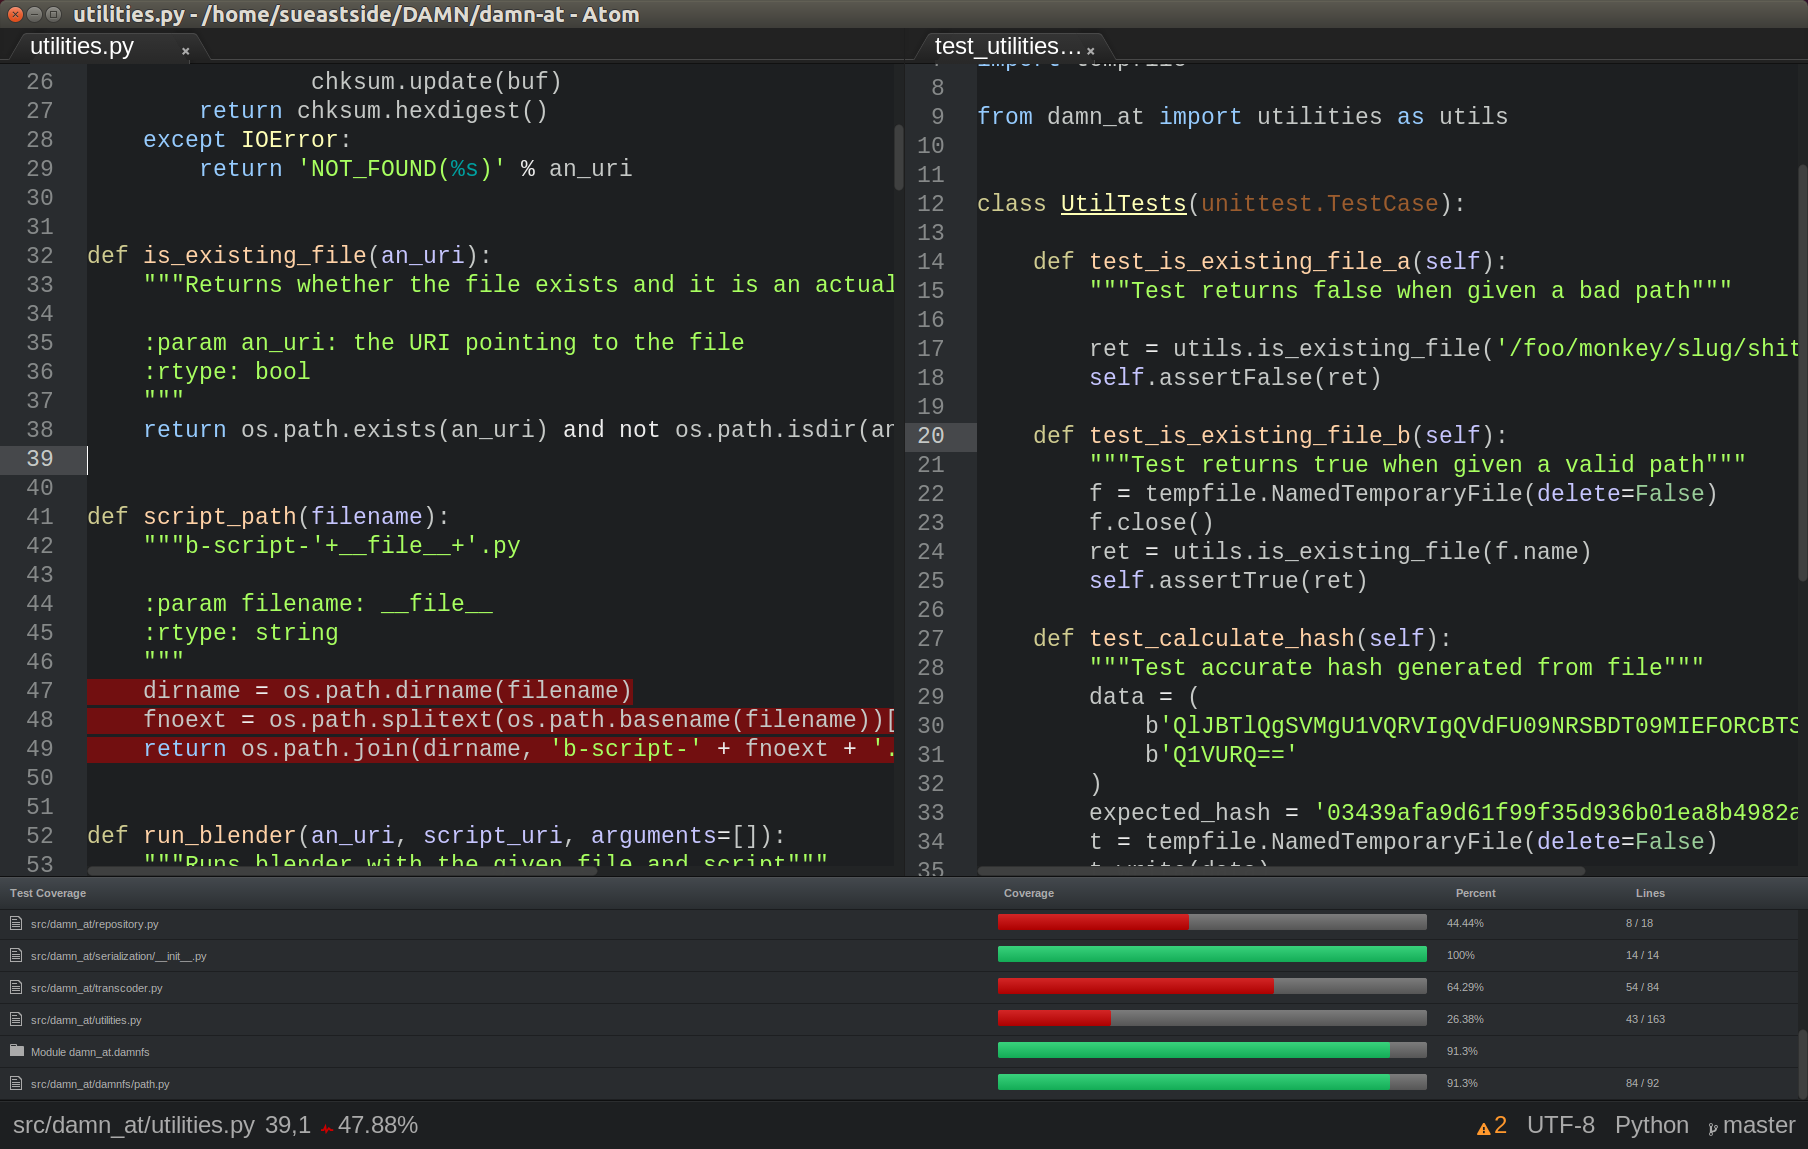 utilities.py - /home/sueastside/DAMN/damn-at - Atom
utilities.py
26 chksum.update(buf)
27 return chksum.hexdigest()
28 except IOError:
29 return 'NOT_FOUND(%s)' % an_uri
30
31
32 def is_existing_file(an_uri):
33 """Returns whether the file exists and it is an actual
34
35 :param an_uri: the URI pointing to the file
36 :rtype: bool
37 """
38 return os.path.exists(an_uri) and not os.path.isdir(an
39
40
41 def script_path(filename):
42 """b-script-'+__file__+'.py
43
44 :param filename: __file__
45 :rtype: string
46 """
47 dirname = os.path.dirname(filename)
48 fnoext = os.path.splitext(os.path.basename(filename))[
49 return os.path.join(dirname, 'b-script-' + fnoext + '.
50
51
52 def run_blender(an_uri, script_uri, arguments=[]):
53 """Runs blender with the given file and script"""
test_utilities...
import tempfile
8
9 from damn_at import utilities as utils
10
11
12 class UtilTests(unittest.TestCase):
13
14 def test_is_existing_file_a(self):
15 """Test returns false when given a bad path"""
16
17 ret = utils.is_existing_file('/foo/monkey/slug/shit
18 self.assertFalse(ret)
19
20 def test_is_existing_file_b(self):
21 """Test returns true when given a valid path"""
22 f = tempfile.NamedTemporaryFile(delete=False)
23 f.close()
24 ret = utils.is_existing_file(f.name)
25 self.assertTrue(ret)
26
27 def test_calculate_hash(self):
28 """Test accurate hash generated from file"""
29 data = (
30 b'QlJBTlQgSVMgU1VQRVIgQVdFU09NRSBDT09MIEFORCBTS
31 b'Q1VURQ=='
32 )
33 expected_hash = '03439afa9d61f99f35d936b01ea8b4982a
34 t = tempfile.NamedTemporaryFile(delete=False)
35 t.write(data)
Test Coverage Coverage Percent Lines
src/damn_at/repository.py 44.44% 8 / 18
src/damn_at/serialization/__init__.py 100% 14 / 14
src/damn_at/transcoder.py 64.29% 54 / 84
src/damn_at/utilities.py 26.38% 43 / 163
Module damn_at.damnfs 91.3%
src/damn_at/damnfs/path.py 91.3% 84 / 92
src/damn_at/utilities.py 39,1 47.88% 2 UTF-8 Python master